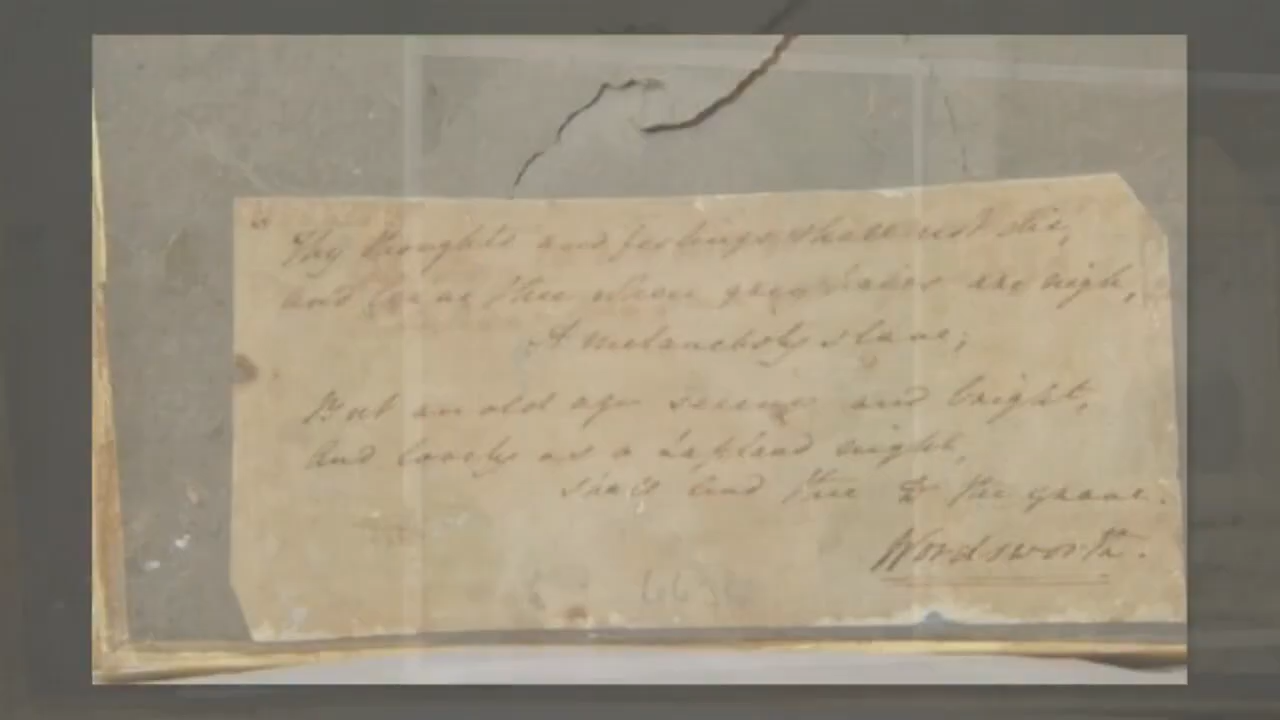 Thy thoughts and feelings shall not die,
and leave thee when grey hairs are nigh,
A melancholy slave;
But an old age serene and bright,
And lovely as a Lapland night,
shall lead thee to the grave.
Wordsworth.